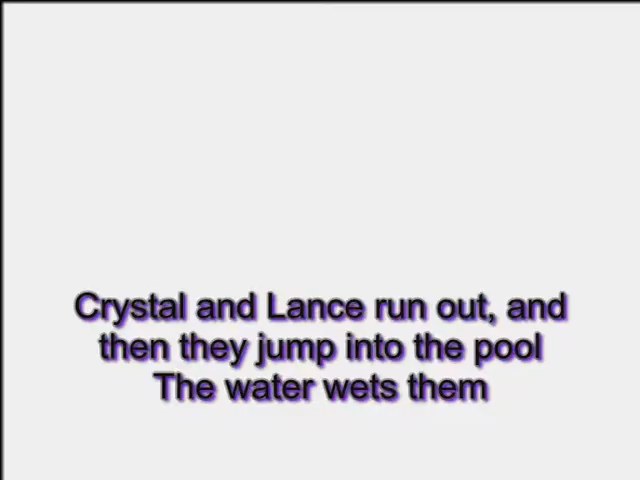 Crystal and Lance run out, and
then they jump into the pool
The water wets them